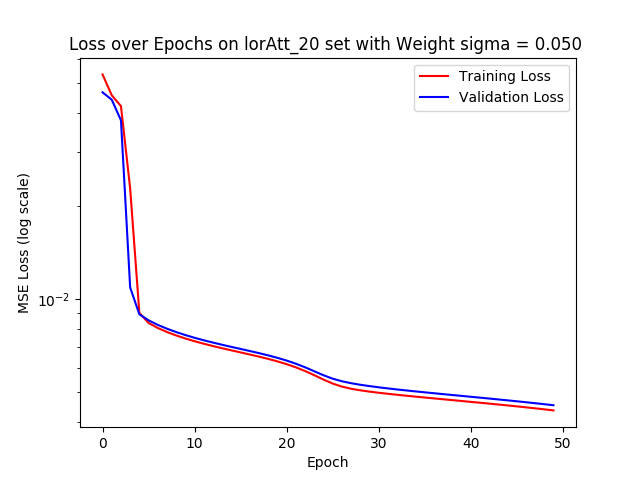 Loss over Epochs on lorAtt_20 set with Weight sigma = 0.050
Training Loss
Validation Loss
MSE Loss (log scale)
10⁻²
0 10 20 30 40 50
Epoch